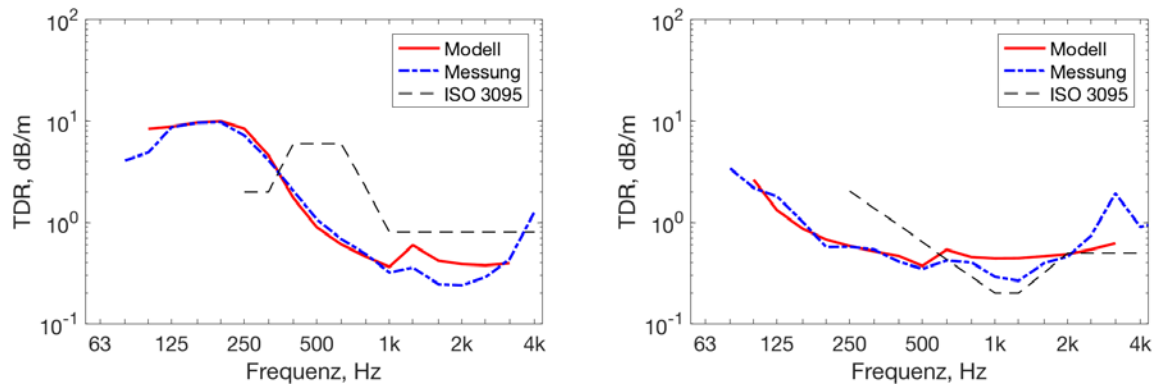 10^2
10^1
10^0
10^-1
TDR, dB/m
Modell
Messung
ISO 3095
63 125 250 500 1k 2k 4k
Frequenz, Hz
10^2
10^1
10^0
10^-1
TDR, dB/m
Modell
Messung
ISO 3095
63 125 250 500 1k 2k 4k
Frequenz, Hz